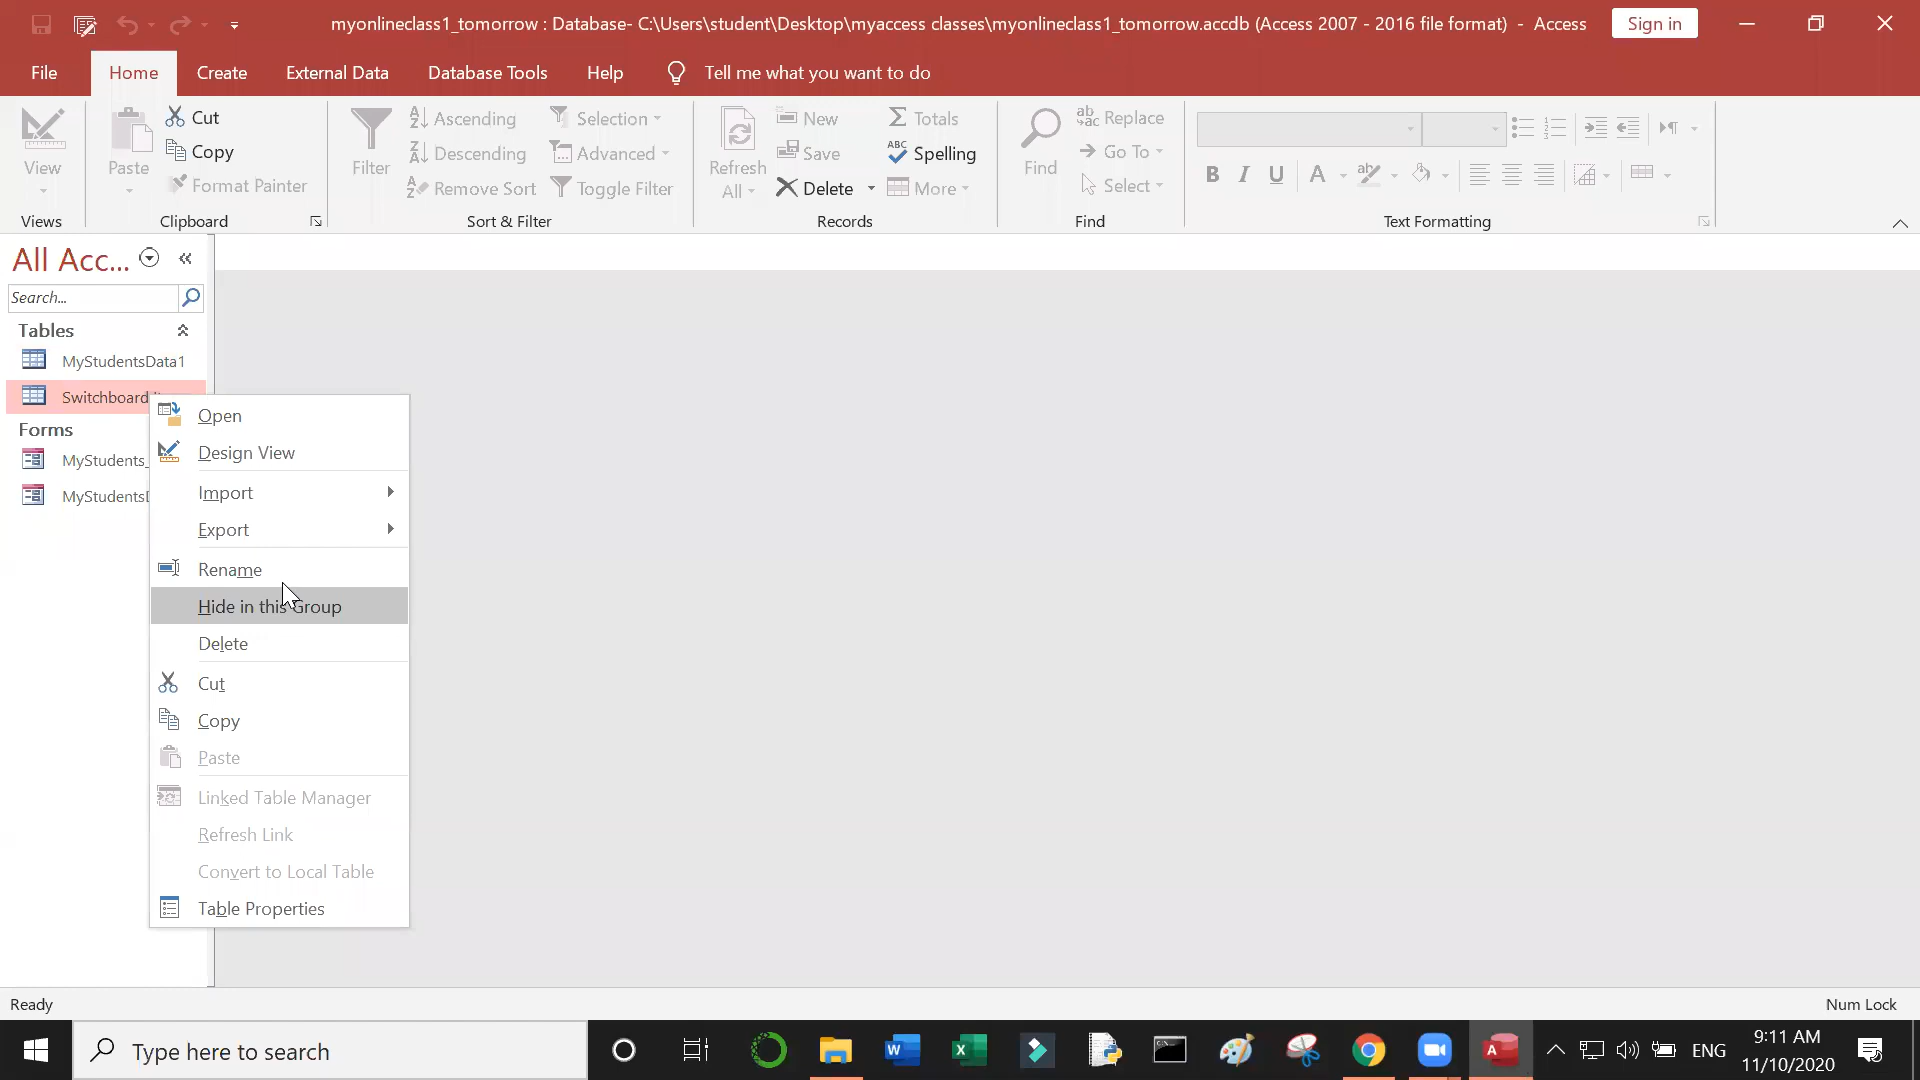 myonlineclass1_tomorrow : Database- C:\Users\student\Desktop\myaccess classes\myonlineclass1_tomorrow.accdb (Access 2007 - 2016 file format) - Access
Sign in
File Home Create External Data Database Tools Help Tell me what you want to do
View
Views
Paste
Cut
Copy
Format Painter
Clipboard
Filter
Ascending
Descending
Remove Sort
Selection
Advanced
Toggle Filter
Sort & Filter
Refresh
All
New
Save
Delete
Totals
Spelling
More
Records
Find
Replace
Go To
Select
Find
B I U A
Text Formatting
All Acc...
Search...
Tables
MyStudentsData1
Switchboard
Forms
MyStudents_
MyStudents
Open
Design View
Import
Export
Rename
Hide in this Group
Delete
Cut
Copy
Paste
Linked Table Manager
Refresh Link
Convert to Local Table
Table Properties
Ready
Num Lock
Type here to search
ENG
9:11 AM
11/10/2020